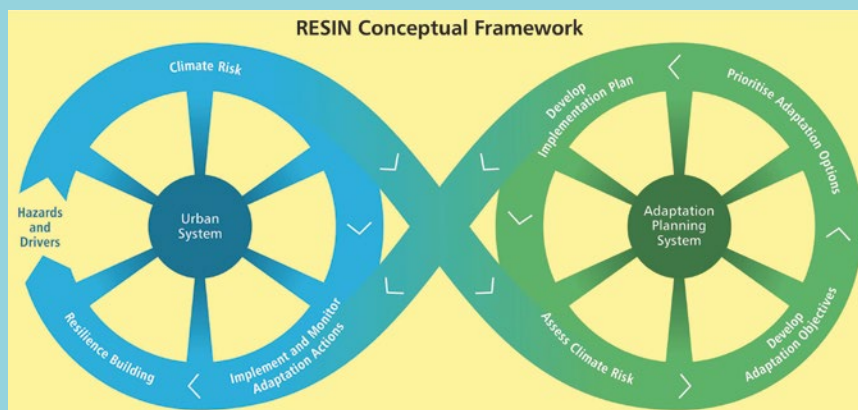 RESIN Conceptual Framework
Climate Risk
Hazards
and
Drivers
Urban
System
Resilience Building
Implement and Monitor
Adaptation Actions
Develop
Implementation Plan
Prioritise Adaptation Options
Adaptation
Planning
System
Assess Climate Risk
Develop
Adaptation Objectives